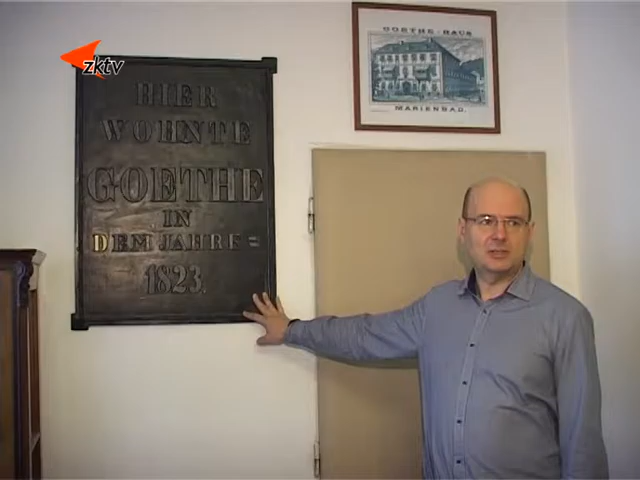 zktv
HIER
WOHNTE
GOETHE
IN
DEM JAHRE =
1823.
GOETHE-HAUS
MARIENBAD.